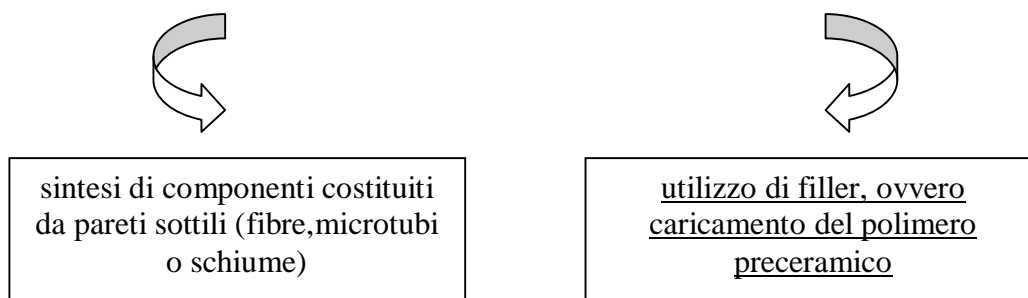 sintesi di componenti costituiti
da pareti sottili (fibre,microtubi
o schiume)
utilizzo di filler, ovvero
caricamento del polimero
preceramico